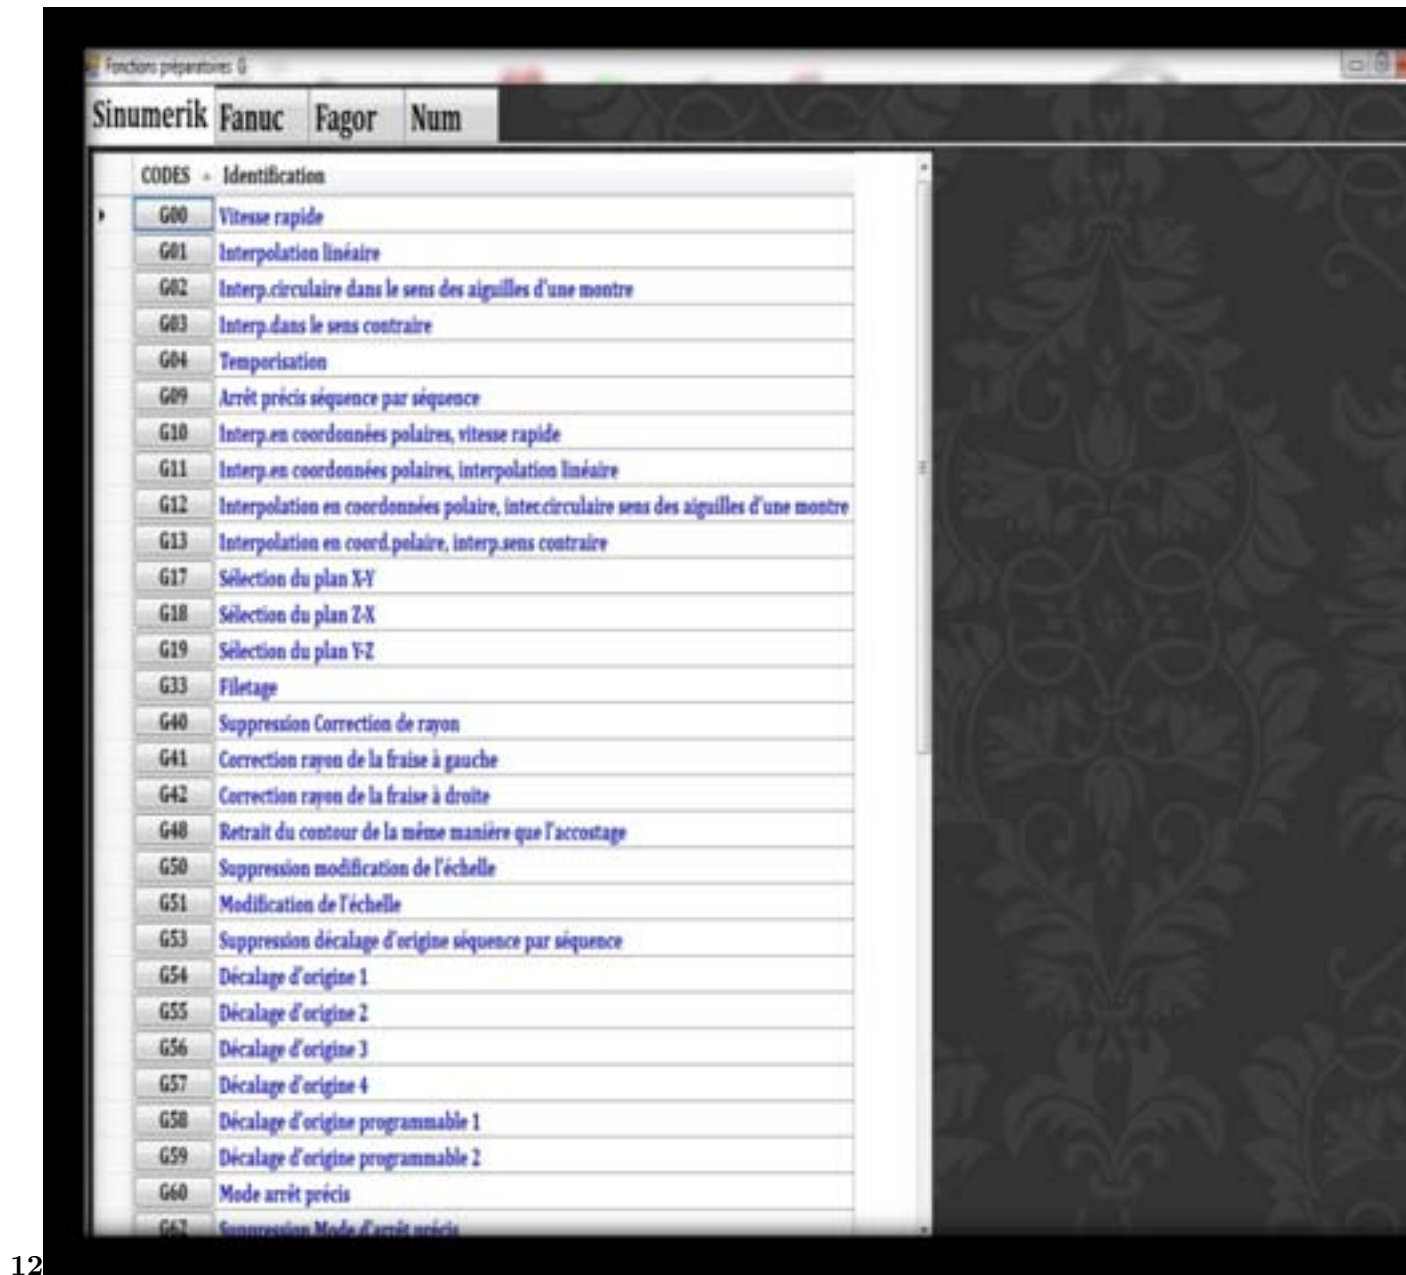 Fonctions préparatoires G
Sinumerik Fanuc Fagor Num
CODES Identification
G00 Vitesse rapide
G01 Interpolation linéaire
G02 Interp.circulaire dans le sens des aiguilles d'une montre
G03 Interp.dans le sens contraire
G04 Temporisation
G09 Arrêt précis séquence par séquence
G10 Interp.en coordonnées polaires, vitesse rapide
G11 Interp.en coordonnées polaires, interpolation linéaire
G12 Interpolation en coordonnées polaire, inter.circulaire sens des aiguilles d'une montre
G13 Interpolation en coord.polaire, interp.sens contraire
G17 Sélection du plan X-Y
G18 Sélection du plan Z-X
G19 Sélection du plan Y-Z
G33 Filetage
G40 Suppression Correction de rayon
G41 Correction rayon de la fraise à gauche
G42 Correction rayon de la fraise à droite
G48 Retrait du contour de la même manière que l'accostage
G50 Suppression modification de l'échelle
G51 Modification de l'échelle
G53 Suppression décalage d'origine séquence par séquence
G54 Décalage d'origine 1
G55 Décalage d'origine 2
G56 Décalage d'origine 3
G57 Décalage d'origine 4
G58 Décalage d'origine programmable 1
G59 Décalage d'origine programmable 2
G60 Mode arrêt précis
G62 Suppression Mode d'arrêt précis
12